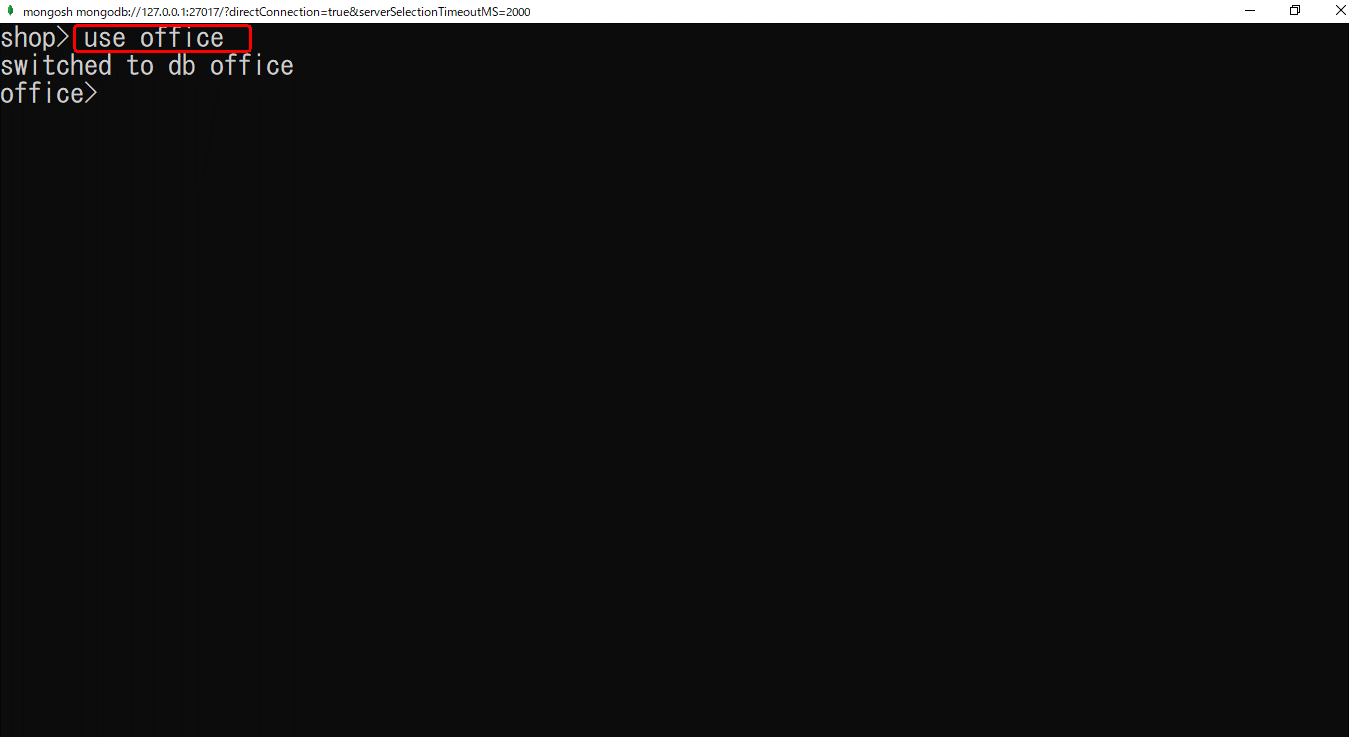 mongosh mongodb://127.0.0.1:27017/?directConnection=true&serverSelectionTimeoutMS=2000
shop> use office
switched to db office
office>